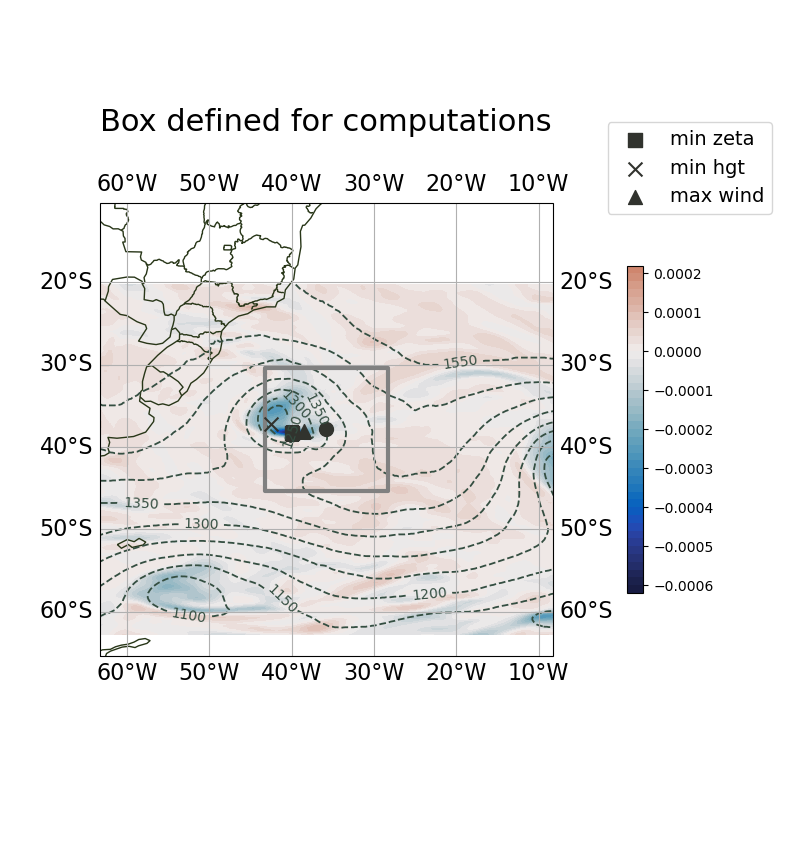 Box defined for computations
min zeta
min hgt
max wind
60°W 50°W 40°W 30°W 20°W 10°W
20°S 20°S
30°S 30°S
40°S 40°S
50°S 50°S
60°S 60°S
60°W 50°W 40°W 30°W 20°W 10°W
1550
1300
1350
1350
1300
1200
1150
1100
0.0002
0.0001
0.0000
−0.0001
−0.0002
−0.0003
−0.0004
−0.0005
−0.0006